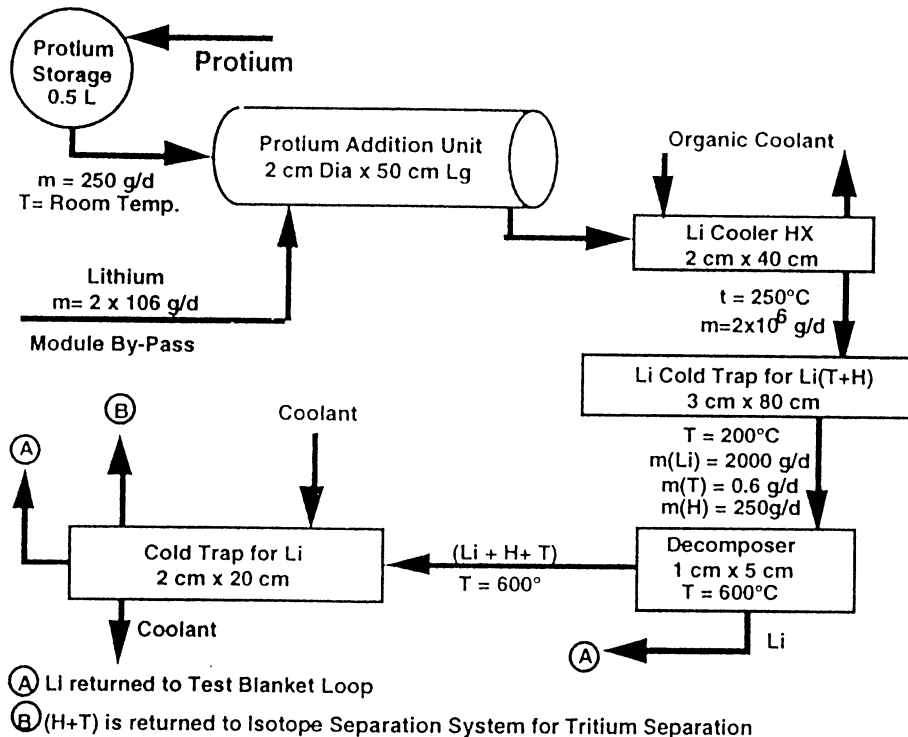 Protium
Storage
0.5 L
Protium
m = 250 g/d
T= Room Temp.
Protium Addition Unit
2 cm Dia x 50 cm Lg
Organic Coolant
Li Cooler HX
2 cm x 40 cm
Lithium
m= 2 x 106 g/d
Module By-Pass
t = 250°C
m=2x10⁶ g/d
Li Cold Trap for Li(T+H)
3 cm x 80 cm
T = 200°C
m(Li) = 2000 g/d
m(T) = 0.6 g/d
m(H) = 250g/d
Decomposer
1 cm x 5 cm
T = 600°C
Li
A
(Li + H+ T)
T = 600°
Coolant
Cold Trap for Li
2 cm x 20 cm
A
B
Coolant
A Li returned to Test Blanket Loop
B (H+T) is returned to Isotope Separation System for Tritium Separation